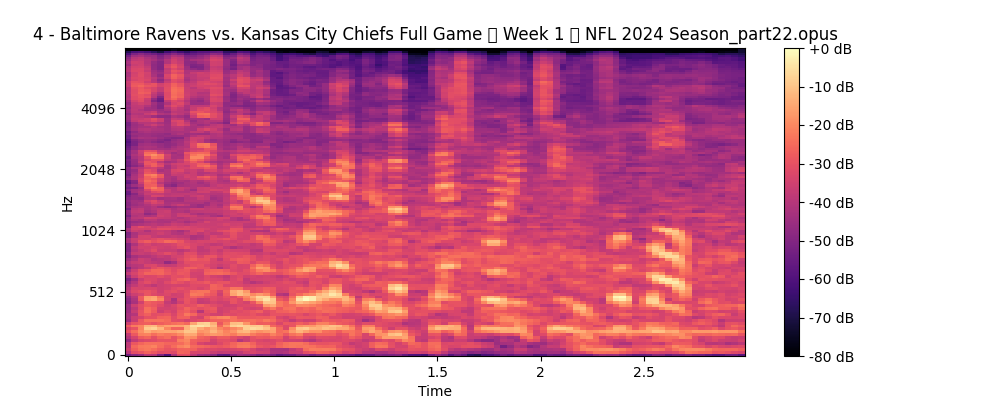 4 - Baltimore Ravens vs. Kansas City Chiefs Full Game ▯ Week 1 ▯ NFL 2024 Season_part22.opus
+0 dB
-10 dB
-20 dB
-30 dB
-40 dB
-50 dB
-60 dB
-70 dB
-80 dB
4096
2048
1024
512
0
Hz
0
0.5
1
1.5
2
2.5
Time